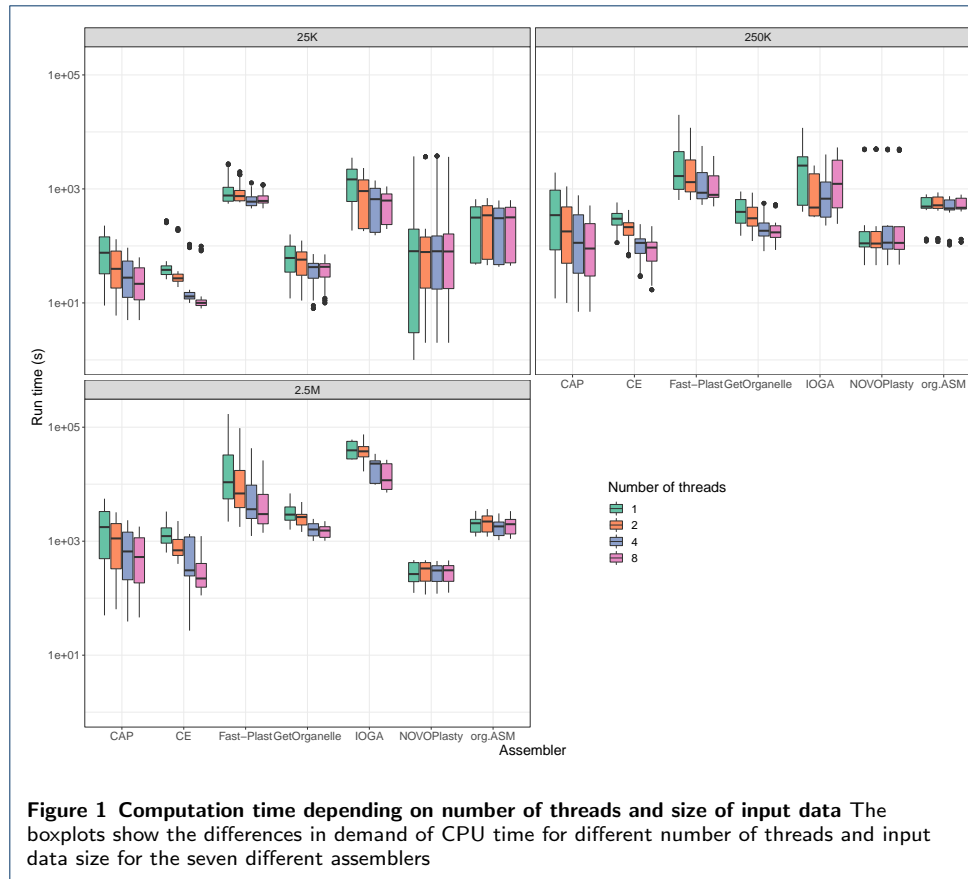 25K
250K
1e+05
1e+03
1e+01
Run time (s)
CAP CE Fast−Plast GetOrganelle IOGA NOVOPlasty org.ASM
2.5M
1e+05
1e+03
1e+01
Number of threads
1
2
4
8
CAP CE Fast−Plast GetOrganelle IOGA NOVOPlasty org.ASM
Assembler
Figure 1 Computation time depending on number of threads and size of input data The
boxplots show the differences in demand of CPU time for different number of threads and input
data size for the seven different assemblers